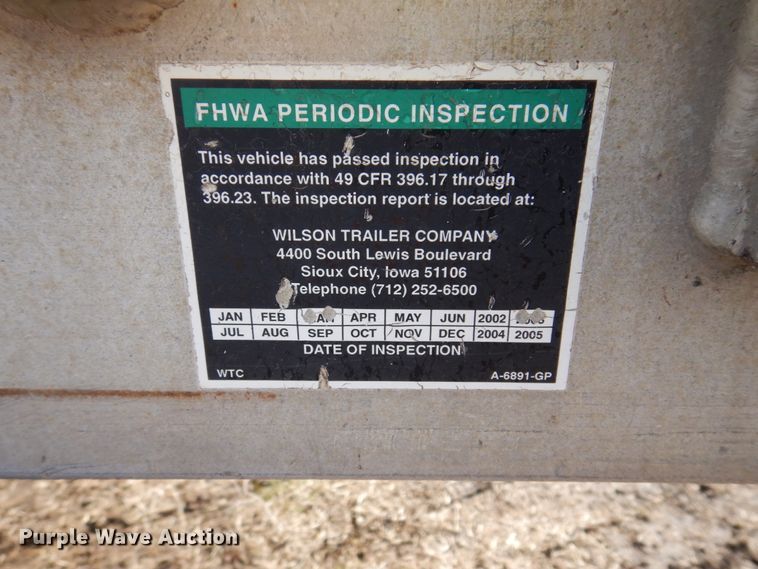 FHWA PERIODIC INSPECTION
This vehicle has passed inspection in
accordance with 49 CFR 396.17 through
396.23. The inspection report is located at:
WILSON TRAILER COMPANY
4400 South Lewis Boulevard
Sioux City, Iowa 51106
Telephone (712) 252-6500
JAN FEB MAR APR MAY JUN 2002 2003
JUL AUG SEP OCT NOV DEC 2004 2005
DATE OF INSPECTION
WTC A-6891-GP
Purple Wave Auction